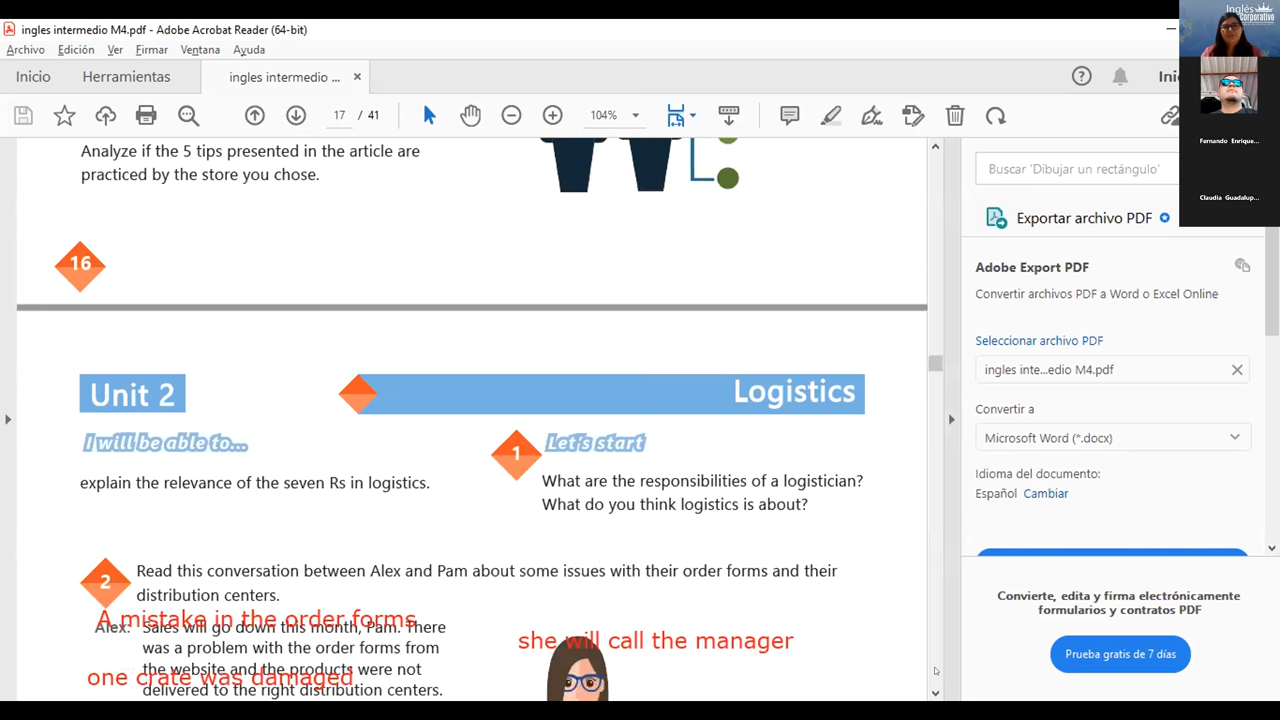 ingles intermedio M4.pdf - Adobe Acrobat Reader (64-bit)
Archivo Edición Ver Firmar Ventana Ayuda
Inicio Herramientas ingles intermedio ... × Ini
17 / 41 104%
Analyze if the 5 tips presented in the article are
practiced by the store you chose.
16
Unit 2 Logistics
I will be able to...
explain the relevance of the seven Rs in logistics.
1 Let's start
What are the responsibilities of a logistician?
What do you think logistics is about?
2 Read this conversation between Alex and Pam about some issues with their order forms and their
distribution centers.
A mistake in the order forms
Alex: Sales will go down this month, Pam. There
was a problem with the order forms from
the website and the products were not
one crate was damaged
delivered to the right distribution centers.
she will call the manager
Buscar 'Dibujar un rectángulo'
Exportar archivo PDF
Adobe Export PDF
Convertir archivos PDF a Word o Excel Online
Seleccionar archivo PDF
ingles inte...edio M4.pdf
Convertir a
Microsoft Word (*.docx)
Idioma del documento:
Español Cambiar
Convierte, edita y firma electrónicamente
formularios y contratos PDF
Prueba gratis de 7 días
Inglés
Corporativo
Fernando Enrique...
Claudia Guadalup...